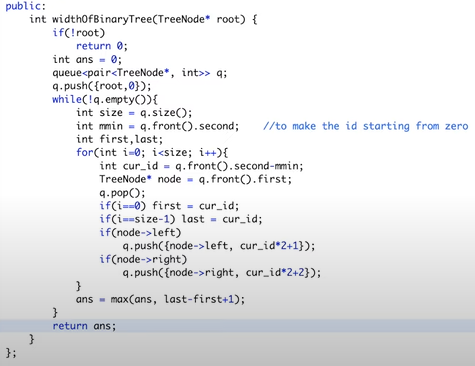 public:
    int widthOfBinaryTree(TreeNode* root) {
        if(!root)
            return 0;
        int ans = 0;
        queue<pair<TreeNode*, int>> q;
        q.push({root,0});
        while(!q.empty()){
            int size = q.size();
            int mmin = q.front().second;    //to make the id starting from zero
            int first,last;
            for(int i=0; i<size; i++){
                int cur_id = q.front().second-mmin;
                TreeNode* node = q.front().first;
                q.pop();
                if(i==0) first = cur_id;
                if(i==size-1) last = cur_id;
                if(node->left)
                    q.push({node->left, cur_id*2+1});
                if(node->right)
                    q.push({node->right, cur_id*2+2});
            }
            ans = max(ans, last-first+1);
        }
        return ans;
    }
};